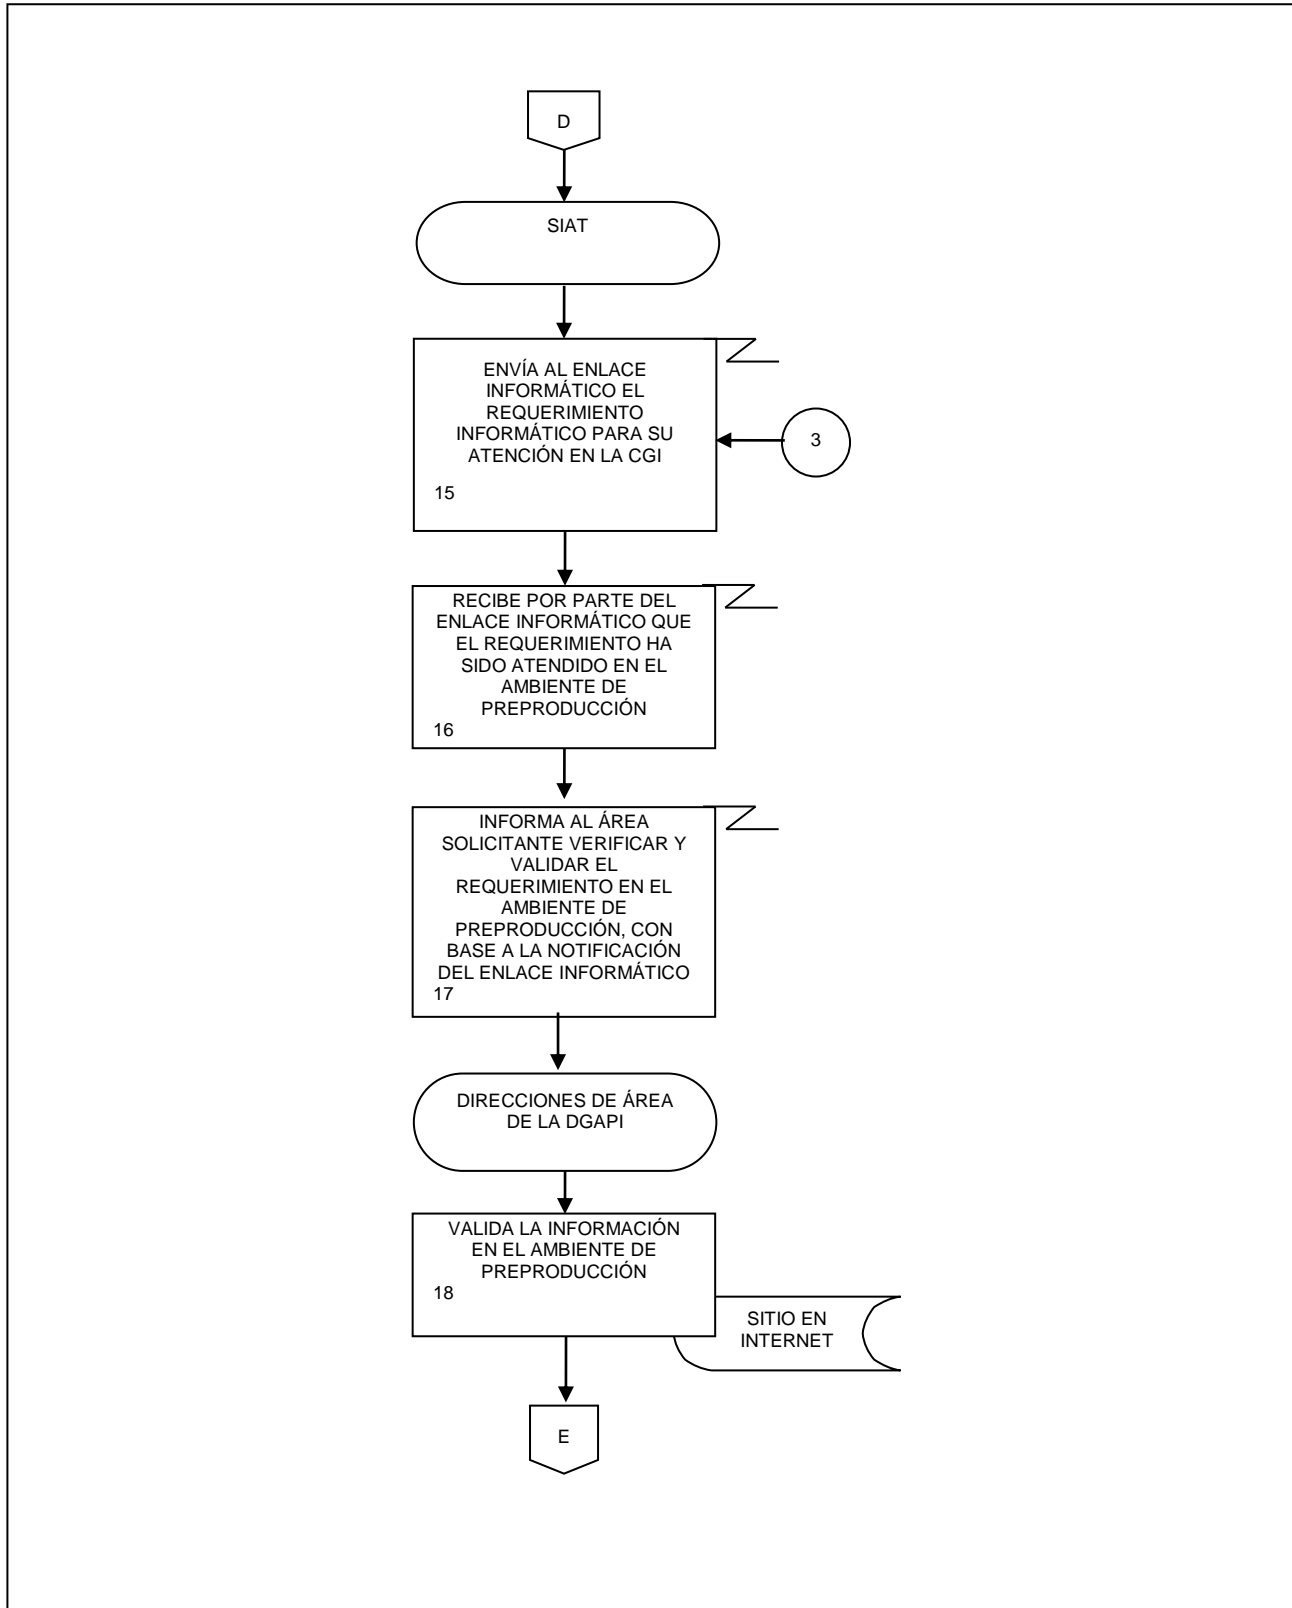 D
SIAT
ENVÍA AL ENLACE
INFORMÁTICO EL
REQUERIMIENTO
INFORMÁTICO PARA SU
ATENCIÓN EN LA CGI
15
3
RECIBE POR PARTE DEL
ENLACE INFORMÁTICO QUE
EL REQUERIMIENTO HA
SIDO ATENDIDO EN EL
AMBIENTE DE
PREPRODUCCIÓN
16
INFORMA AL ÁREA
SOLICITANTE VERIFICAR Y
VALIDAR EL
REQUERIMIENTO EN EL
AMBIENTE DE
PREPRODUCCIÓN, CON
BASE A LA NOTIFICACIÓN
DEL ENLACE INFORMÁTICO
17
DIRECCIONES DE ÁREA
DE LA DGAPI
VALIDA LA INFORMACIÓN
EN EL AMBIENTE DE
PREPRODUCCIÓN
18
SITIO EN
INTERNET
E